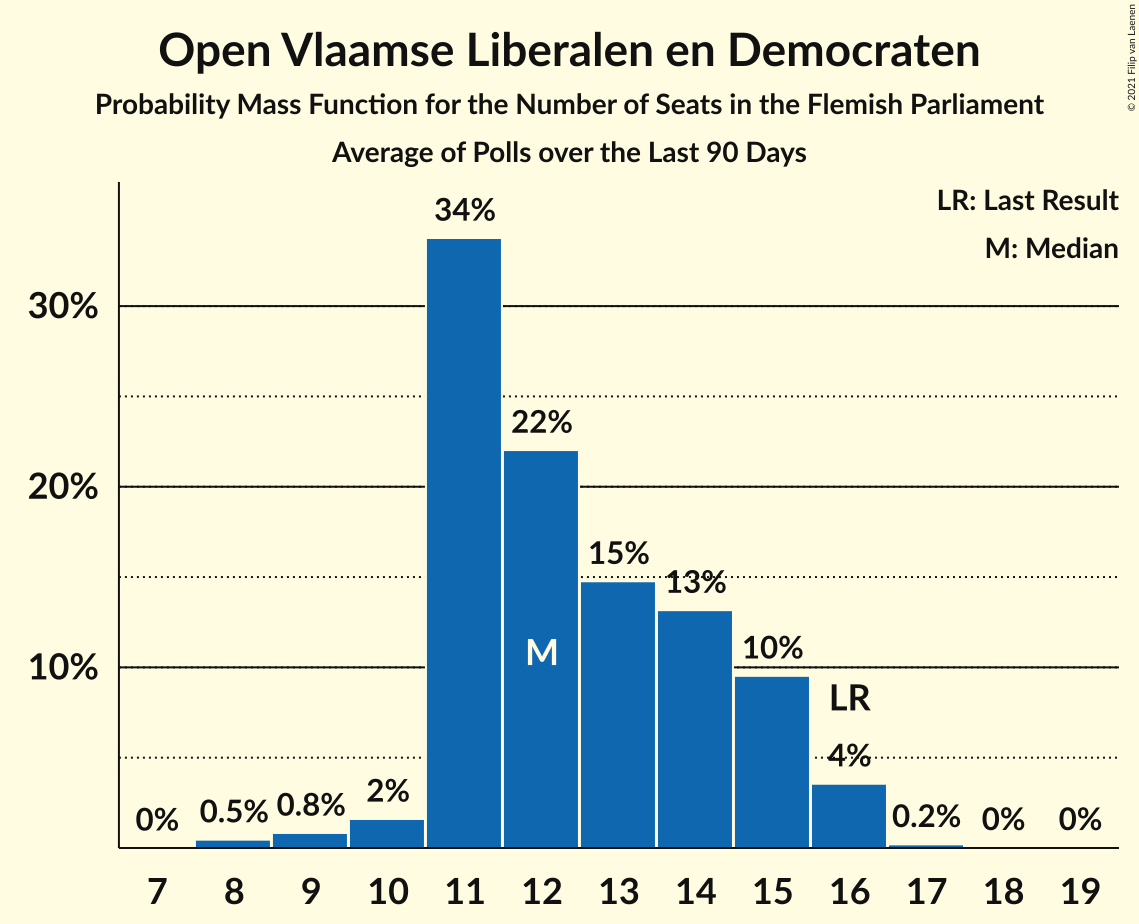 Open Vlaamse Liberalen en Democraten
Probability Mass Function for the Number of Seats in the Flemish Parliament
Average of Polls over the Last 90 Days
© 2021 Filip van Laenen
LR: Last Result
M: Median
30%
20%
10%
0%
0.5%
0.8%
2%
34%
22%
15%
13%
10%
4%
0.2%
0%
0%
M
LR
7 8 9 10 11 12 13 14 15 16 17 18 19